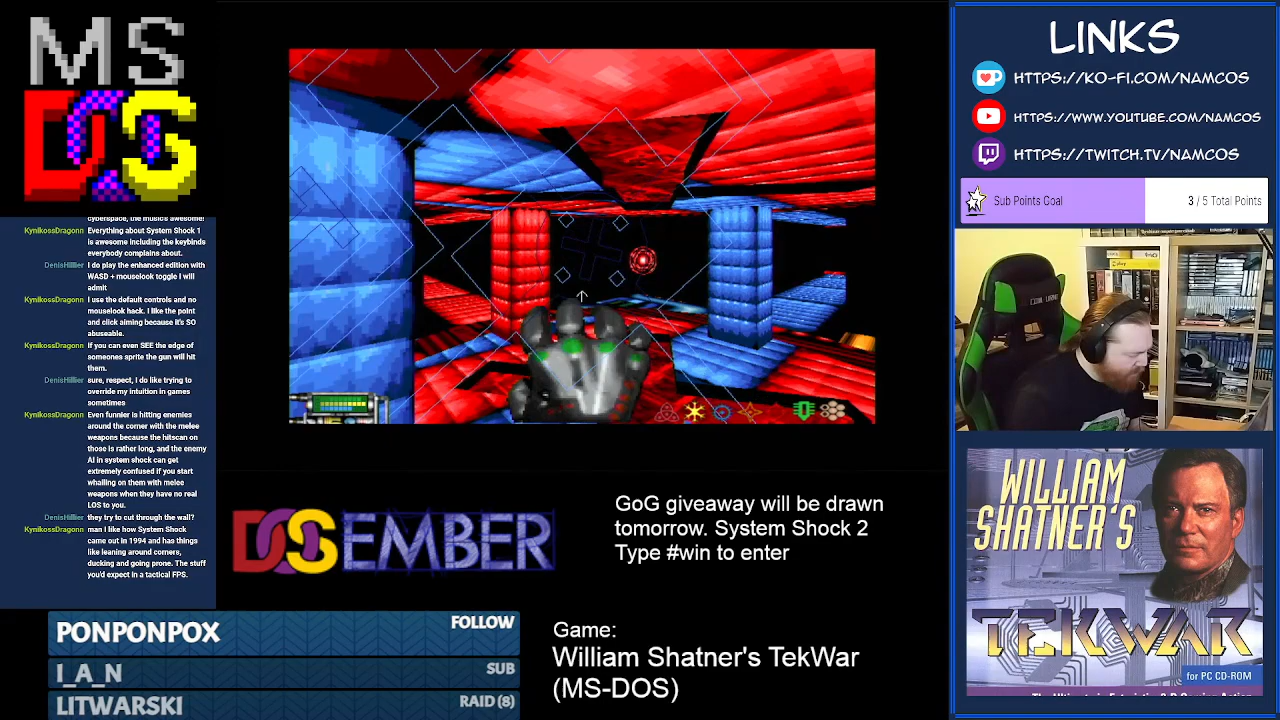 MS
DOS
cyberspace, the musics awesome!
KynikossDragonn Everything about System Shock 1
is awesome including the keybinds
everybody complains about.
DenisHillier I do play the enhanced edition with
WASD + mouselook toggle I will
admit
KynikossDragonn I use the default controls and no
mouselook hack. I like the point
and click aiming because it's SO
abuseable.
KynikossDragonn If you can even SEE the edge of
someones sprite the gun will hit
them.
DenisHillier sure, respect, I do like trying to
override my intuition in games
sometimes
KynikossDragonn Even funnier is hitting enemies
around the corner with the melee
weapons because the hitscan on
those is rather long, and the enemy
AI in system shock can get
extremely confused if you start
whalling on them with melee
weapons when they have no real
LOS to you.
DenisHillier they try to cut through the wall?
KynikossDragonn man I like how System Shock
came out in 1994 and has things
like leaning around corners,
ducking and going prone. The stuff
you'd expect in a tactical FPS.
DOSEMBER
GoG giveaway will be drawn
tomorrow. System Shock 2
Type #win to enter
PONPONPOX FOLLOW
I_A_N SUB
LITWARSKI RAID (8)
Game:
William Shatner's TekWar
(MS-DOS)
LINKS
HTTPS://KO-FI.COM/NAMCOS
HTTPS://WWW.YOUTUBE.COM/NAMCOS
HTTPS://TWITCH.TV/NAMCOS
Sub Points Goal 3 / 5 Total Points
WILLIAM
SHATNER'S
TEKWAR
for PC CD-ROM